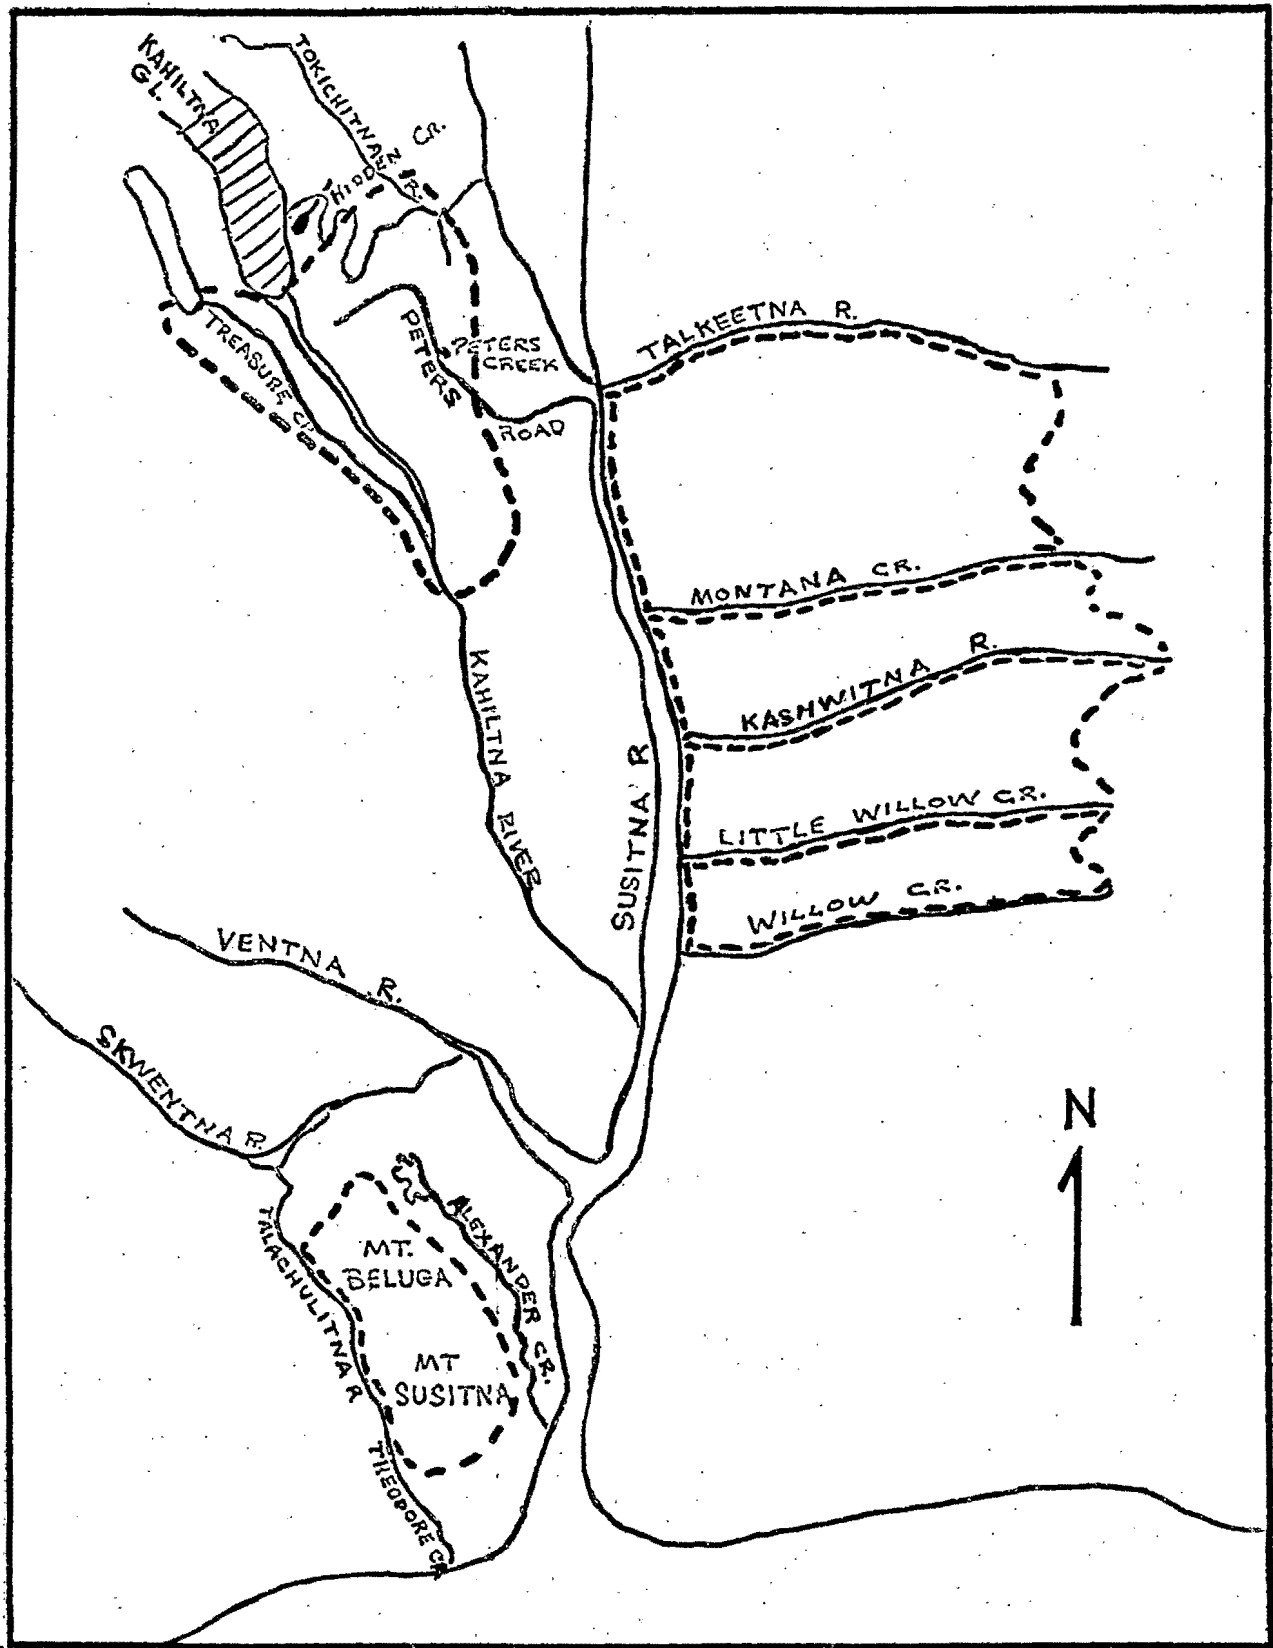 KAHILTNA
GL.
TOKICHITNA
R.
HIDDEN
CR.
TALKEETNA R.
TREASURE CR.
PETERS
PETERS
CREEK
ROAD
MONTANA CR.
KASHWITNA R.
KAHILTNA RIVER
SUSITNA R
LITTLE WILLOW CR.
WILLOW CR.
VENTNA R.
SKWENTNA R.
N
ALEXANDER CR.
TALACHULITNA R
MT.
BELUGA
MT
SUSITNA
THEODORE CR